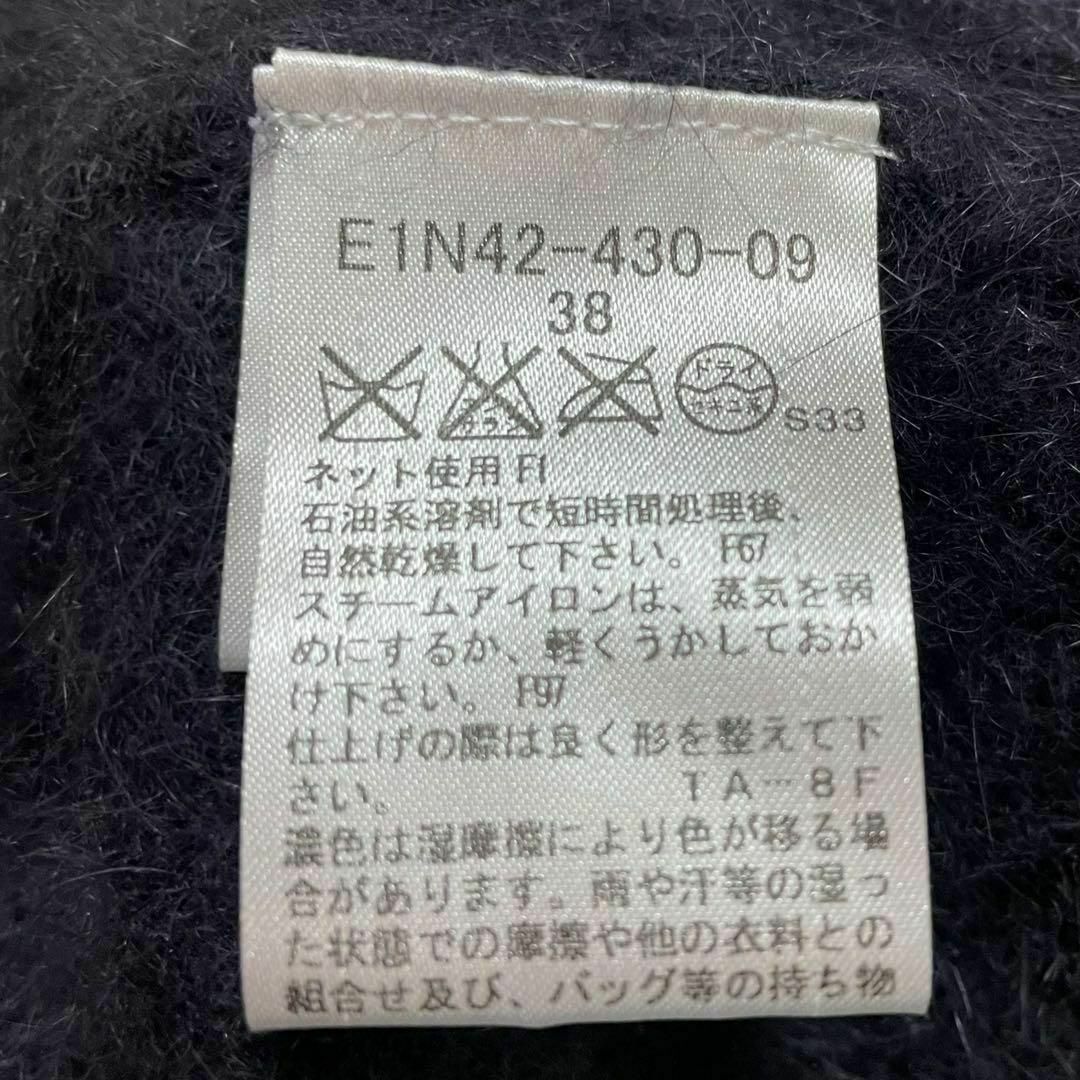 E1N42-430-09
38
ドライ
セキユ系
S33
ネット使用 F1
石油系溶剤で短時間処理後、
自然乾燥して下さい。 F67
スチームアイロンは、蒸気を弱
めにするか、軽くうかしておか
け下さい。 F97
仕上げの際は良く形を整えて下
さい。 TA-8F
濃色は湿摩擦により色が移る場
合があります。雨や汗等の湿っ
た状態での摩擦や他の衣料との
組合せ及び、バッグ等の持ち物